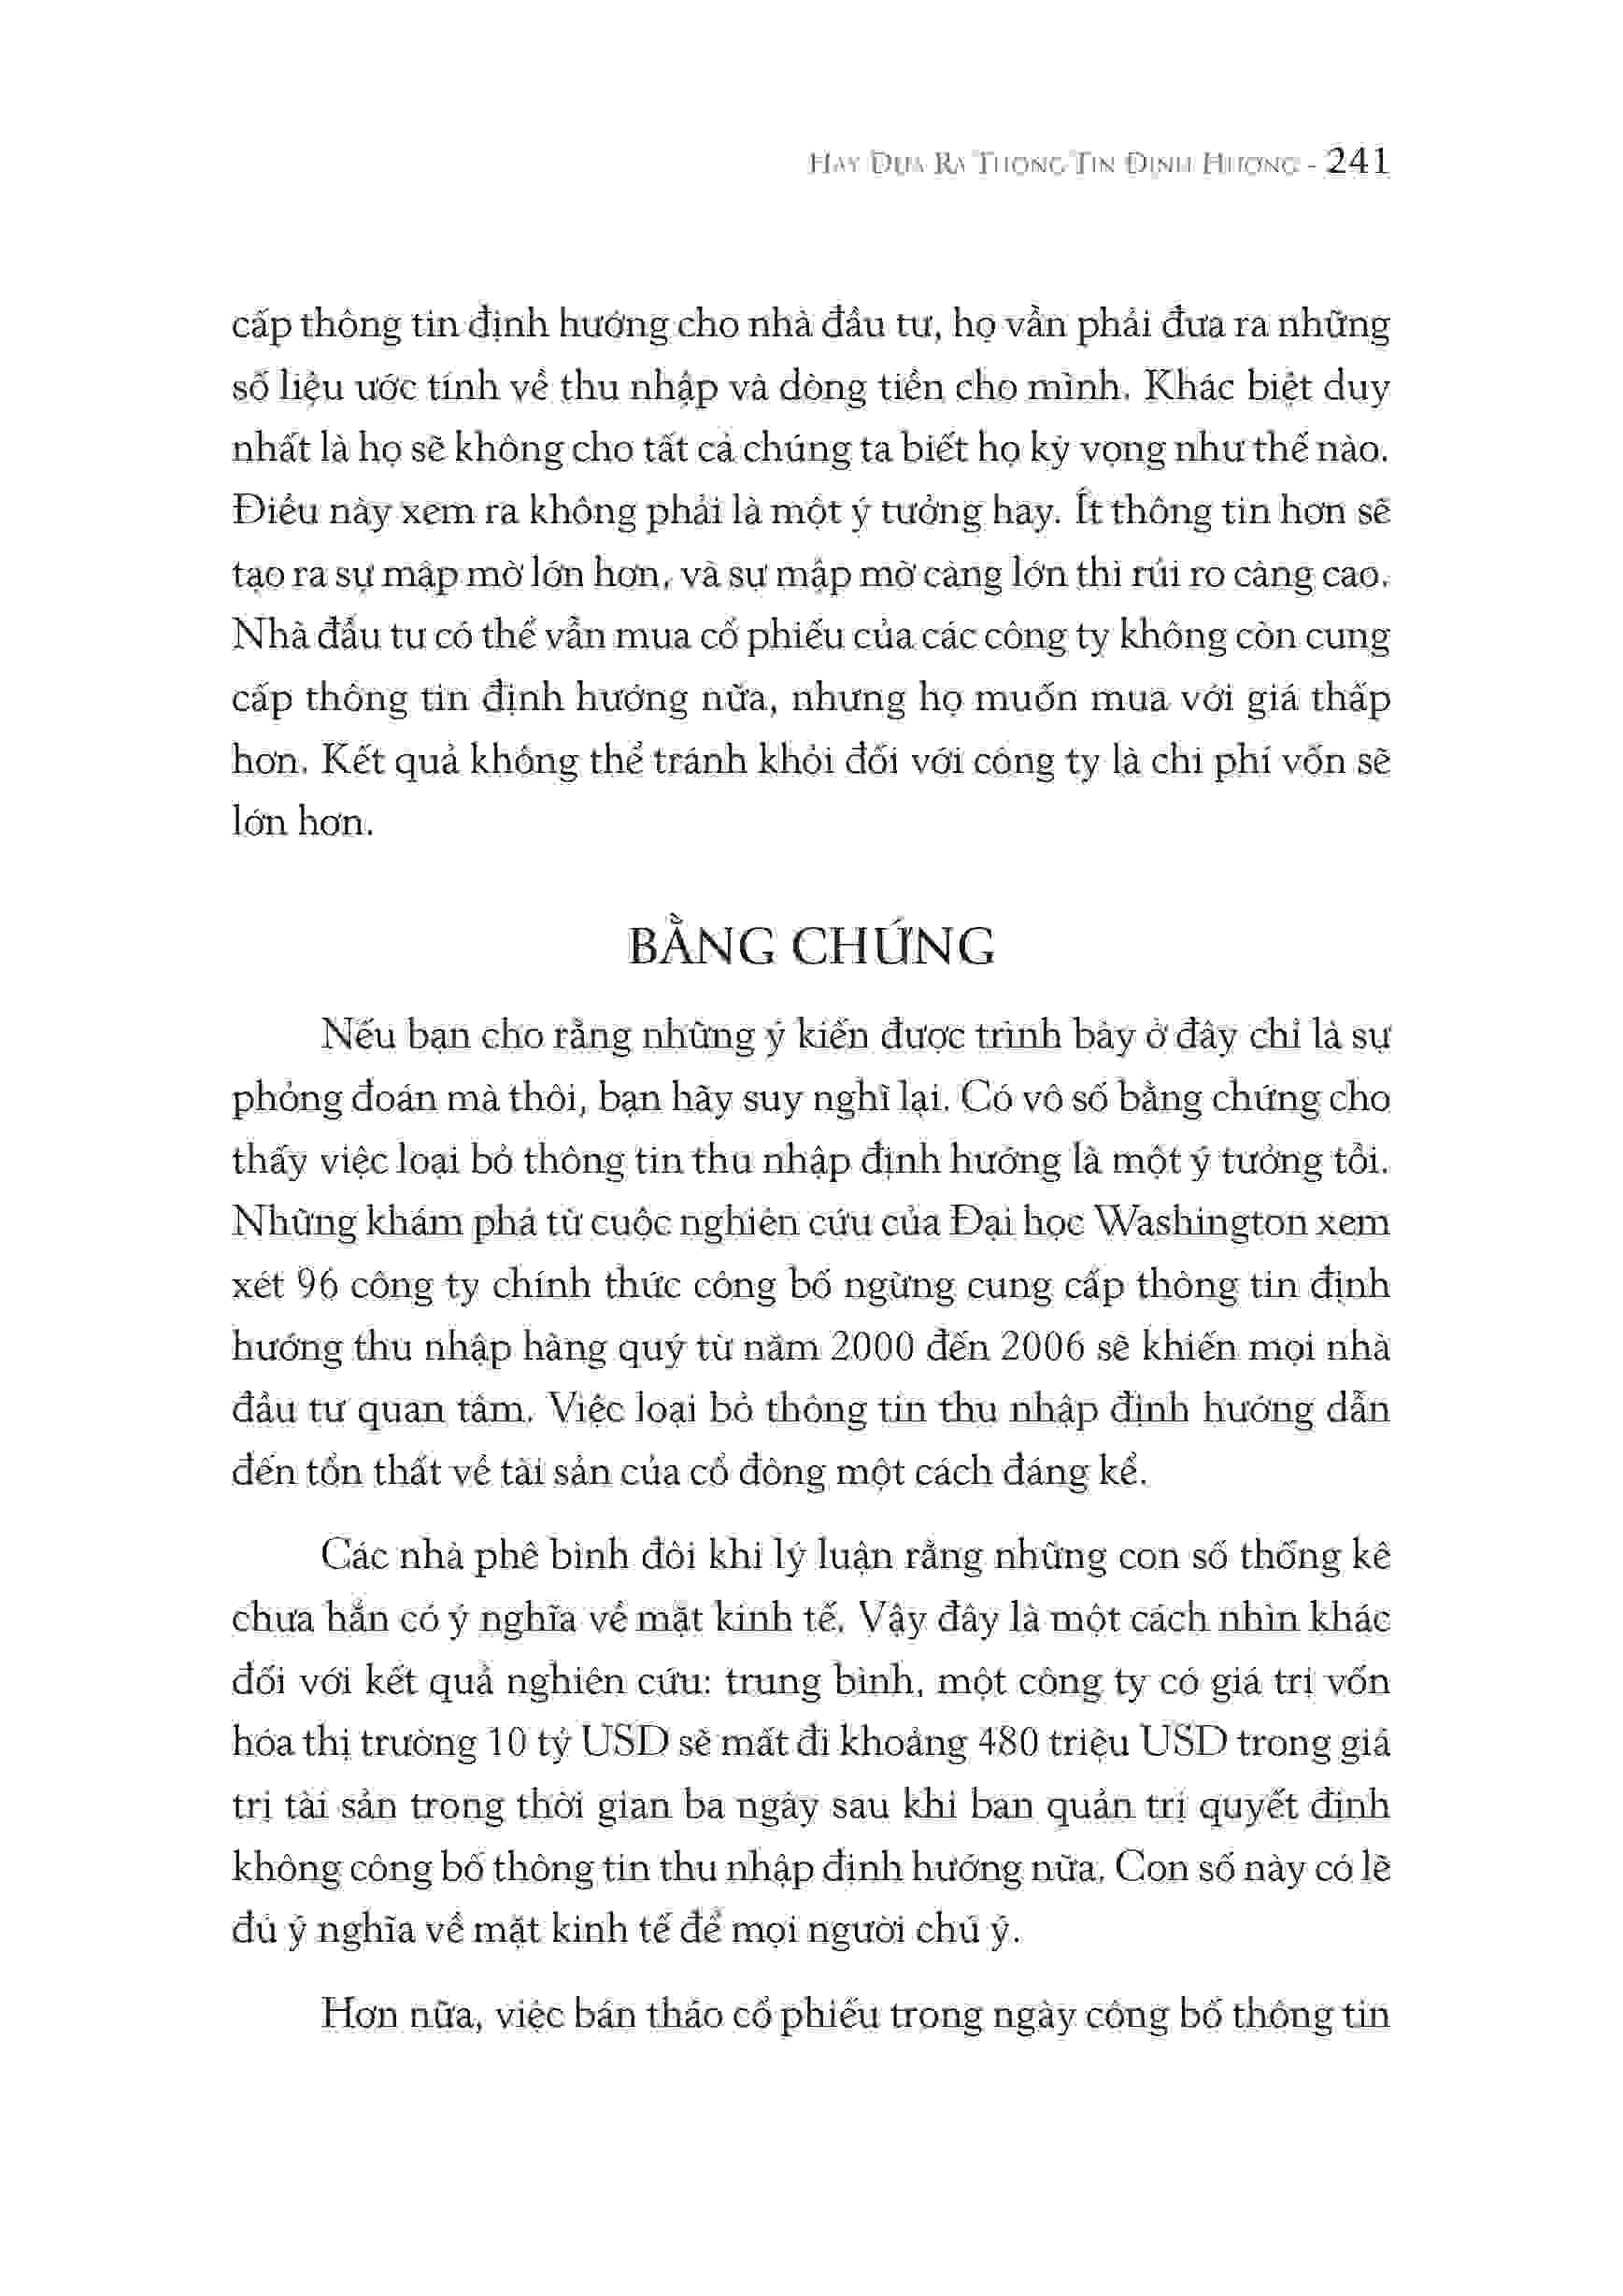 Hãy Đưa Ra Thông Tin Định Hướng - 241
cấp thông tin định hướng cho nhà đầu tư, họ vẫn phải đưa ra những
số liệu ước tính về thu nhập và dòng tiền cho mình. Khác biệt duy
nhất là họ sẽ không cho tất cả chúng ta biết họ kỳ vọng như thế nào.
Điều này xem ra không phải là một ý tưởng hay. Ít thông tin hơn sẽ
tạo ra sự mập mờ lớn hơn, và sự mập mờ càng lớn thì rủi ro càng cao.
Nhà đầu tư có thể vẫn mua cổ phiếu của các công ty không còn cung
cấp thông tin định hướng nữa, nhưng họ muốn mua với giá thấp
hơn. Kết quả không thể tránh khỏi đối với công ty là chi phí vốn sẽ
lớn hơn.
BẰNG CHỨNG
Nếu bạn cho rằng những ý kiến được trình bày ở đây chỉ là sự
phỏng đoán mà thôi, bạn hãy suy nghĩ lại. Có vô số bằng chứng cho
thấy việc loại bỏ thông tin thu nhập định hướng là một ý tưởng tồi.
Những khám phá từ cuộc nghiên cứu của Đại học Washington xem
xét 96 công ty chính thức công bố ngừng cung cấp thông tin định
hướng thu nhập hàng quý từ năm 2000 đến 2006 sẽ khiến mọi nhà
đầu tư quan tâm. Việc loại bỏ thông tin thu nhập định hướng dẫn
đến tổn thất về tài sản của cổ đông một cách đáng kể.
Các nhà phê bình đôi khi lý luận rằng những con số thống kê
chưa hẳn có ý nghĩa về mặt kinh tế. Vậy đây là một cách nhìn khác
đối với kết quả nghiên cứu: trung bình, một công ty có giá trị vốn
hóa thị trường 10 tỷ USD sẽ mất đi khoảng 480 triệu USD trong giá
trị tài sản trong thời gian ba ngày sau khi ban quản trị quyết định
không công bố thông tin thu nhập định hướng nữa. Con số này có lẽ
đủ ý nghĩa về mặt kinh tế để mọi người chú ý.
Hơn nữa, việc bán tháo cổ phiếu trong ngày công bố thông tin